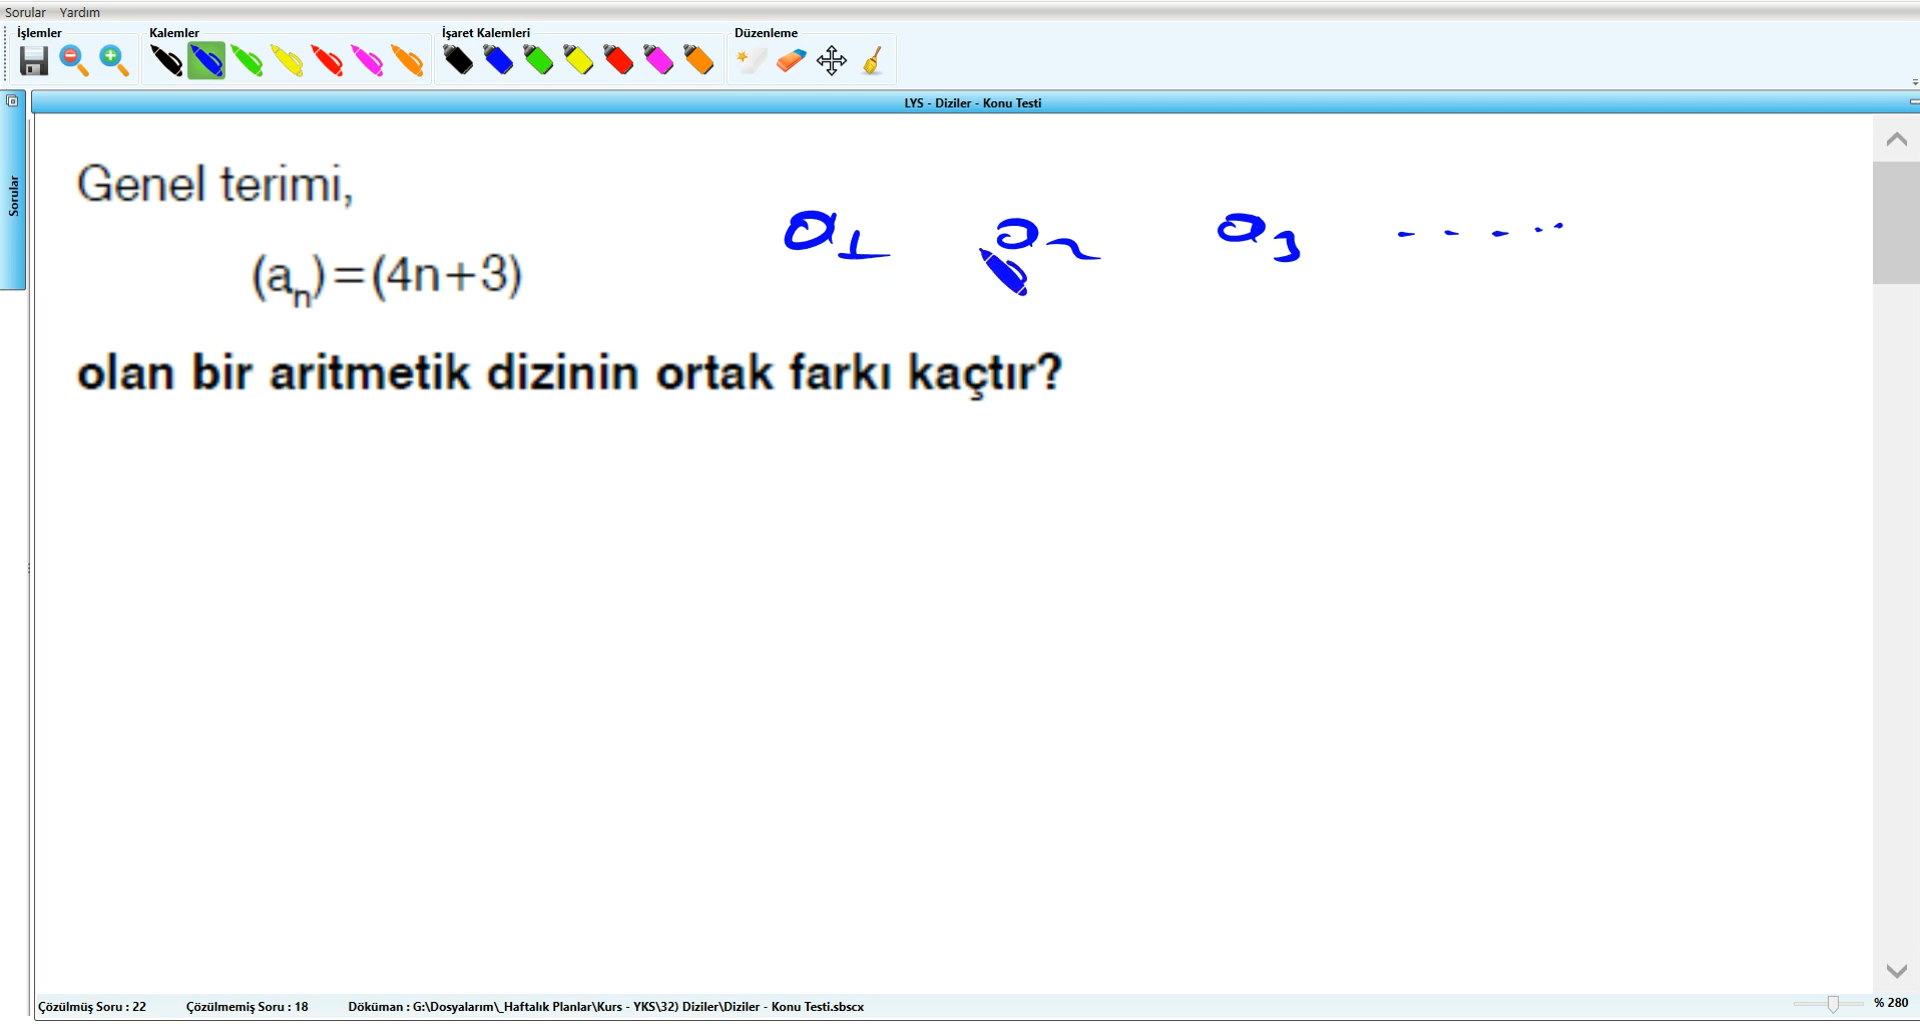 Sorular Yardım
İşlemler Kalemler İşaret Kalemleri Düzenleme
LYS - Diziler - Konu Testi
Sorular
Genel terimi,
a₁ a₂ a₃ .....
(aₙ)=(4n+3)
olan bir aritmetik dizinin ortak farkı kaçtır?
Çözülmüş Soru : 22 Çözülmemiş Soru : 18 Döküman : G:\Dosyalarım\_Haftalık Planlar\Kurs - YKS\32) Diziler\Diziler - Konu Testi.sbscx % 280